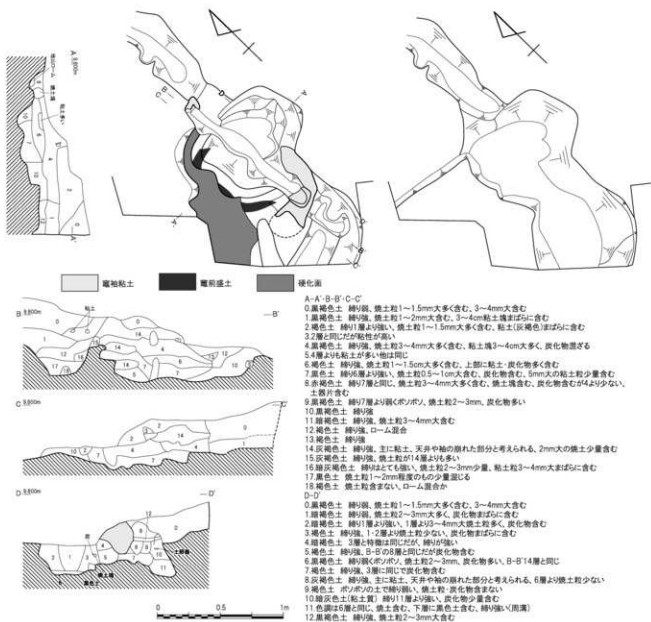 A
9.800m
地山ローム
焼土塊
粘土多い
A'
A
B
C
D
A'
D'
B'
C'
竈袖粘土
竈前盛土
硬化面
B 9.800m
B'
粘土
C 9.800m
C'
D 9.800m
D'
炭
土師器
焼土塊
黒色土
0
1m
A-A'・B-B'・C-C'
0.黒褐色土 締り弱、焼土粒1～1.5mm大多く含む、3～4mm大含む
1.黒褐色土 締り強、焼土粒1～2mm大含む、3～4cm粘土塊まばらに含む
2.褐色土 締り1層より強い、焼土粒1～1.5mm大多く含む、粘土(灰褐色)まばらに含む
3.2層と同じだが粘性が高い
4.黒褐色土 締り強、焼土粒3～4mm大多く含む、粘土塊3～4cm大多く、炭化物混ざる
5.4層よりも粘土が多い他は同じ
6.褐色土 締り強、焼土粒1～1.5cm大多く含む、上部に粘土・炭化物多く含む
7.黒色土 締り6層より強い、焼土粒0.5～1cm大含む、炭化物含む、5mm大の粘土粒少量含む
8.赤褐色土 締り7層と同じ、焼土粒3～4mm大多く含む、焼土塊含む、炭化物含むが4より少ない、
土器片含む
9.黒褐色土 締り7層より弱くボソボソ、焼土粒2～3mm、炭化物多い
10.黒褐色土 締り強
11.暗褐色土 締り強、焼土粒3～4mm大含む
12.褐色土 締り強、ローム混合
13.褐色土 締り強
14.灰褐色土 締り強、主に粘土、天井や袖の崩れた部分と考えられる、2mm大の焼土少量含む
15.灰褐色土 締り強、焼土粒が14層よりも多い
16.暗灰褐色土 締りはとても強い、焼土粒2～3mm少量、粘土粒3～4mm大まばらに含む
17.黒色土 焼土粒1～2mm程度のもの少量混じる
18.褐色土 焼土粒含まない、ローム混合か
D-D'
0.黒褐色土 締り弱、焼土粒1～1.5mm大多く含む、3～4mm大含む
1.暗褐色土 締り弱、焼土粒2～3mm大多く、炭化物まばらに含む
2.暗褐色土 締り1層より強い、1層より3～4mm大焼土粒多く、炭化物含む
3.褐色土 締り強、1・2層より焼土粒少ない、炭化物まばらに含む
4.暗褐色土 3層と特徴は同じだが、締りが強い
5.褐色土 締り強、B-B'の8層と同じだが炭化物含む
6.黒褐色土 締り弱くボソボソ、焼土粒2～3mm、炭化物多い、B-B'14層と同じ
7.褐色土 締り強、3層に同じで炭化物含む
8.灰褐色土 締り強、主に粘土、天井や袖の崩れた部分と考えられる、6層より焼土粒少ない
9.褐色土 ボソボソの土で締り弱い、焼土粒・炭化物含まない
10.暗灰色土(粘土質) 締り11層より強い、炭化物少量含む
11.色調は6層と同じ、焼土含む、下層に黒色土含む、締り強い(周溝)
12.黒褐色土 締り強、焼土粒2～3mm大含む